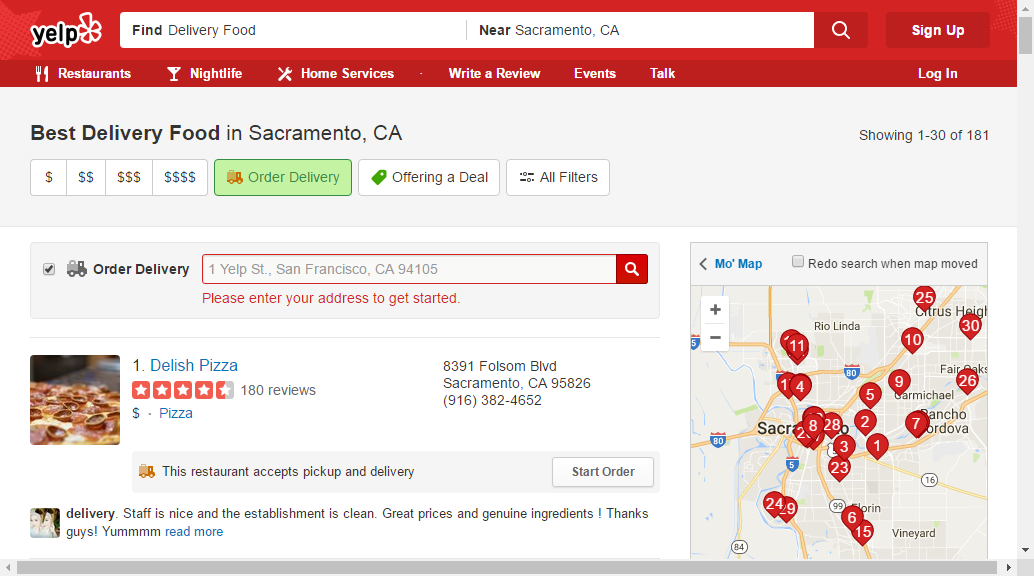 yelp
Find Delivery Food
Near Sacramento, CA
Sign Up
Restaurants
Nightlife
Home Services
·
Write a Review
Events
Talk
Log In
Best Delivery Food in Sacramento, CA
Showing 1-30 of 181
$
$$
$$$
$$$$
Order Delivery
Offering a Deal
All Filters
Order Delivery
1 Yelp St., San Francisco, CA 94105
Please enter your address to get started.
1. Delish Pizza
180 reviews
$ · Pizza
8391 Folsom Blvd
Sacramento, CA 95826
(916) 382-4652
This restaurant accepts pickup and delivery
Start Order
delivery. Staff is nice and the establishment is clean. Great prices and genuine ingredients ! Thanks
guys! Yummmm read more
Mo' Map
Redo search when map moved
+
−
25
Citrus Heigh
Rio Linda
30
10
11
5
80
Fair Oaks
26
9
4
5
Carmichael
Rancho
Cordova
2
7
28
8
80
3
1
5
23
16
24
29
99
Florin
6
15
Vineyard
84